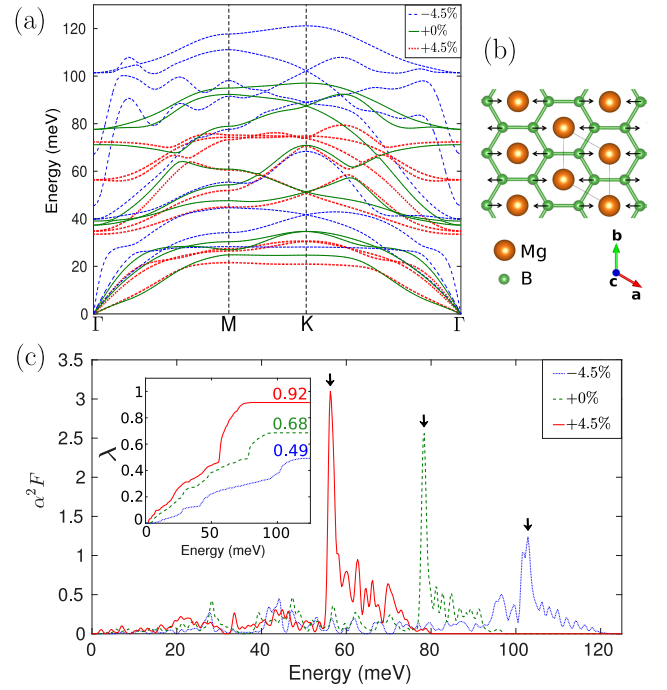 (a)
Energy (meV)
120
100
80
60
40
20
0
Γ
M
K
Γ
−4.5%
+0%
+4.5%
(b)
Mg
B
b
c
a
(c)
α²F
3.5
3
2.5
2
1.5
1
0.5
0
0
20
40
60
80
100
120
Energy (meV)
−4.5%
+0%
+4.5%
λ
1
0.8
0.6
0.4
0.2
0
0
50
100
Energy (meV)
0.92
0.68
0.49